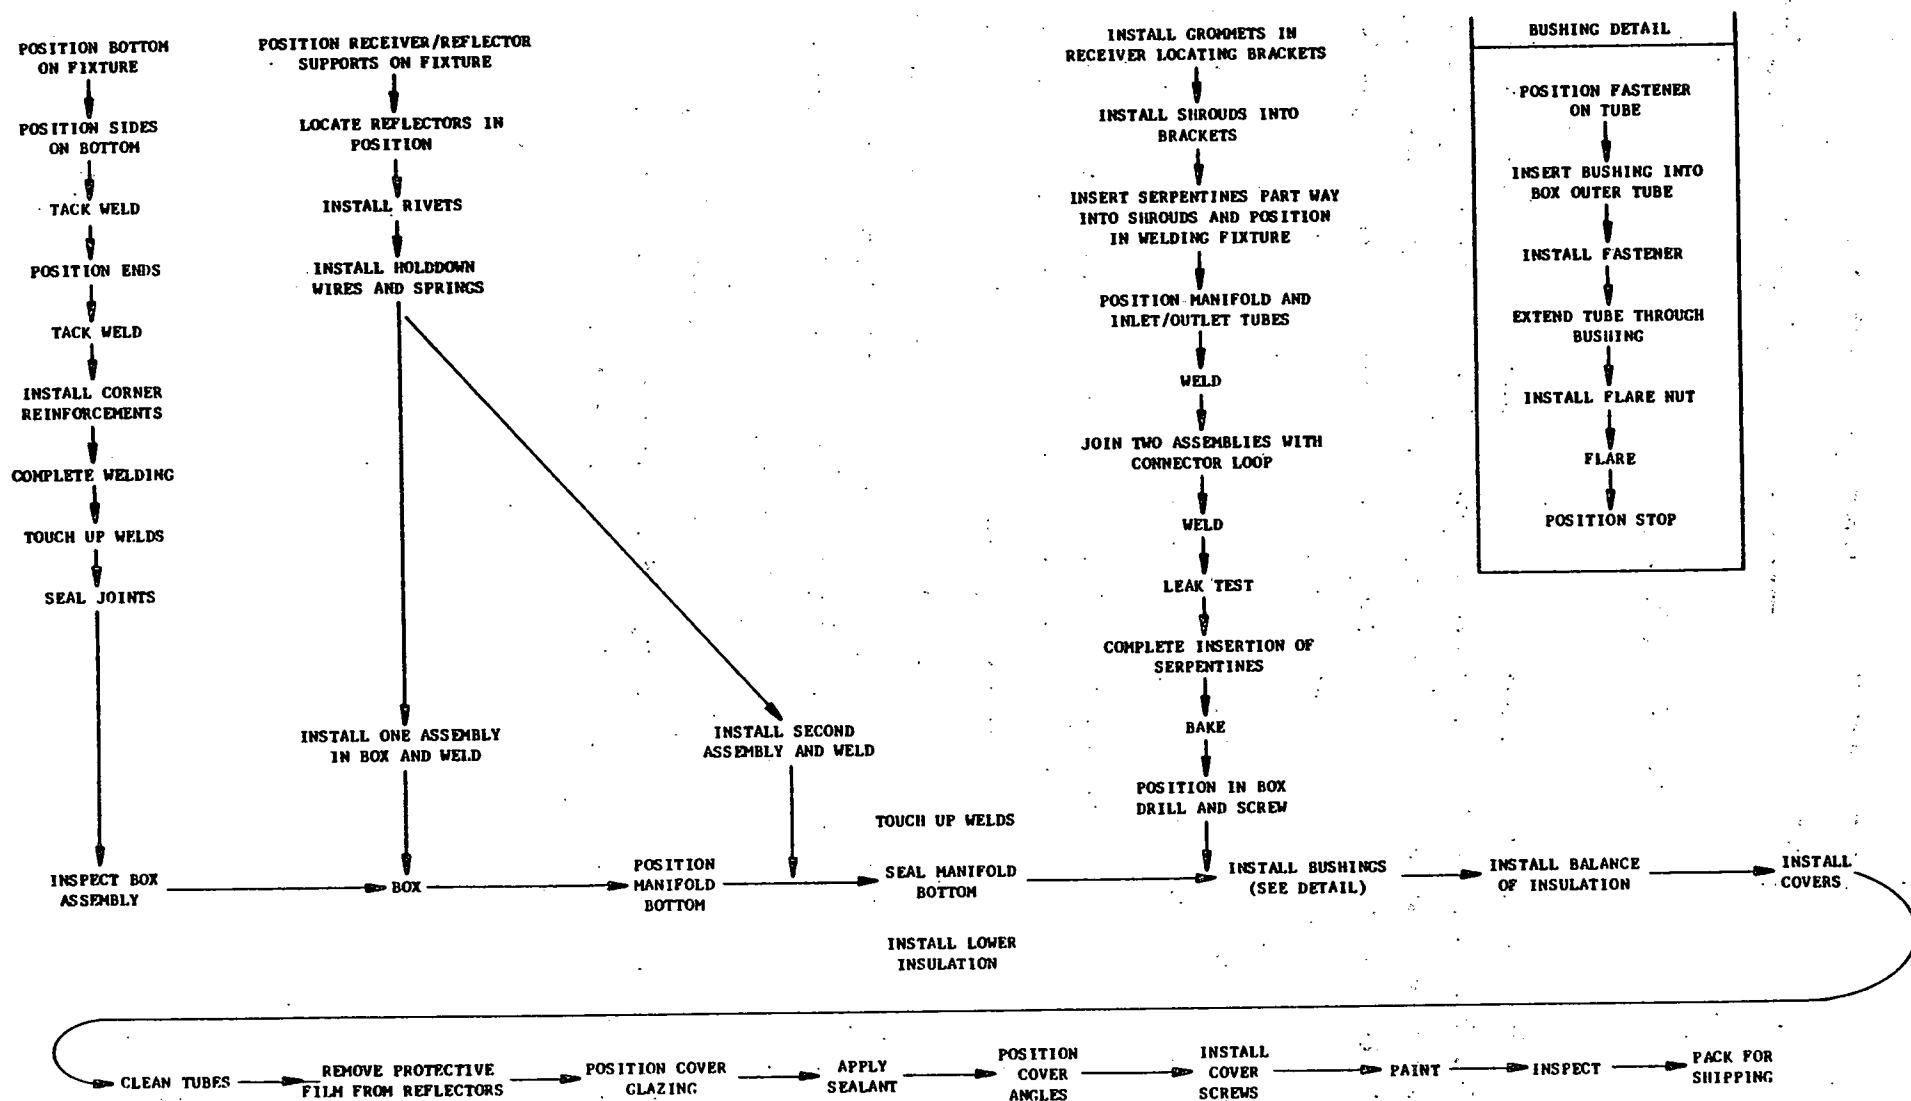 POSITION BOTTOM
ON FIXTURE
POSITION SIDES
ON BOTTOM
TACK WELD
POSITION ENDS
TACK WELD
INSTALL CORNER
REINFORCEMENTS
COMPLETE WELDING
TOUCH UP WELDS
SEAL JOINTS
INSPECT BOX
ASSEMBLY
POSITION RECEIVER/REFLECTOR
SUPPORTS ON FIXTURE
LOCATE REFLECTORS IN
POSITION
INSTALL RIVETS
INSTALL HOLDDOWN
WIRES AND SPRINGS
INSTALL ONE ASSEMBLY
IN BOX AND WELD
BOX
POSITION
MANIFOLD
BOTTOM
INSTALL SECOND
ASSEMBLY AND WELD
TOUCH UP WELDS
SEAL MANIFOLD
BOTTOM
INSTALL LOWER
INSULATION
INSTALL GROMMETS IN
RECEIVER LOCATING BRACKETS
INSTALL SHROUDS INTO
BRACKETS
INSERT SERPENTINES PART WAY
INTO SHROUDS AND POSITION
IN WELDING FIXTURE
POSITION MANIFOLD AND
INLET/OUTLET TUBES
WELD
JOIN TWO ASSEMBLIES WITH
CONNECTOR LOOP
WELD
LEAK TEST
COMPLETE INSERTION OF
SERPENTINES
BAKE
POSITION IN BOX
DRILL AND SCREW
INSTALL BUSHINGS
(SEE DETAIL)
INSTALL BALANCE
OF INSULATION
INSTALL
COVERS
BUSHING DETAIL
POSITION FASTENER
ON TUBE
INSERT BUSHING INTO
BOX OUTER TUBE
INSTALL FASTENER
EXTEND TUBE THROUGH
BUSHING
INSTALL FLARE NUT
FLARE
POSITION STOP
CLEAN TUBES
REMOVE PROTECTIVE
FILM FROM REFLECTORS
POSITION COVER
GLAZING
APPLY
SEALANT
POSITION
COVER
ANGLES
INSTALL
COVER
SCREWS
PAINT
INSPECT
PACK FOR
SHIPPING